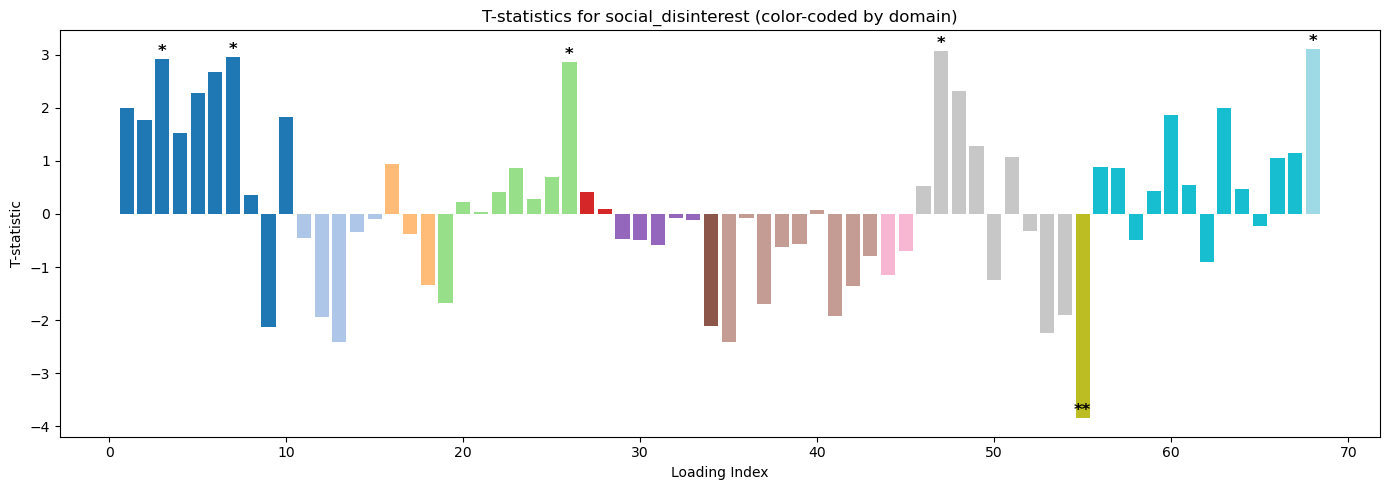 T-statistics for social_disinterest (color-coded by domain)
* * * * *
3
2
1
0
−1
−2
−3
−4
**
T-statistic
0 10 20 30 40 50 60 70
Loading Index